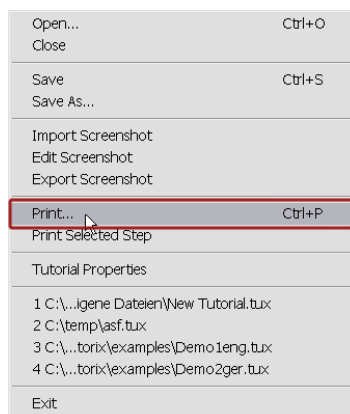 Open... Ctrl+O
Close
Save Ctrl+S
Save As...
Import Screenshot
Edit Screenshot
Export Screenshot
Print... Ctrl+P
Print Selected Step
Tutorial Properties
1 C:\...igene Dateien\New Tutorial.tux
2 C:\temp\asf.tux
3 C:\...torix\examples\Demo1eng.tux
4 C:\...torix\examples\Demo2ger.tux
Exit